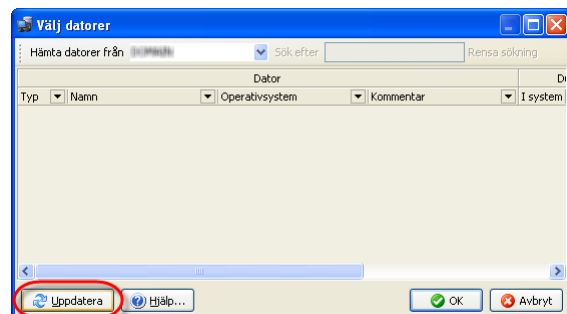 Välj datorer
Hämta datorer från Sök efter Rensa sökning
Dator
Typ Namn Operativsystem Kommentar I system
Uppdatera Hjälp... OK Avbryt